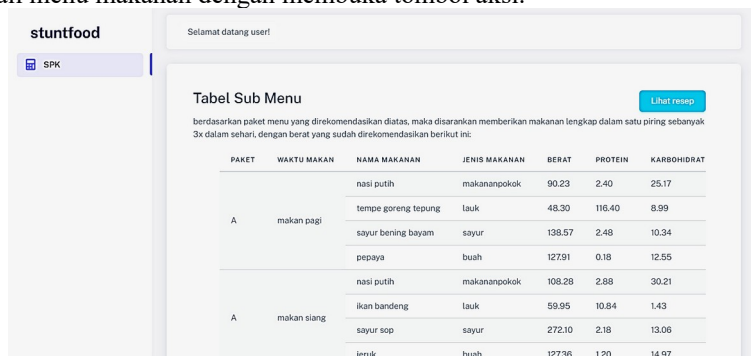 menu makanan dengan membuka tombol aksi.
stuntfood
Selamat datang user!
SPK
Tabel Sub Menu
Lihat resep
berdasarkan paket menu yang direkomendasikan diatas, maka disarankan memberikan makanan lengkap dalam satu piring sebanyak
3x dalam sehari, dengan berat yang sudah direkomendasikan berikut ini:
PAKET WAKTU MAKAN NAMA MAKANAN JENIS MAKANAN BERAT PROTEIN KARBOHIDRAT
nasi putih makananpokok 90.23 2.40 25.17
tempe goreng tepung lauk 48.30 116.40 8.99
A makan pagi
sayur bening bayam sayur 138.57 2.48 10.34
pepaya buah 127.91 0.18 12.55
nasi putih makananpokok 108.28 2.88 30.21
ikan bandeng lauk 59.95 10.84 1.43
A makan siang
sayur sop sayur 272.10 2.18 13.06
jeruk buah 127.36 1.20 14.97